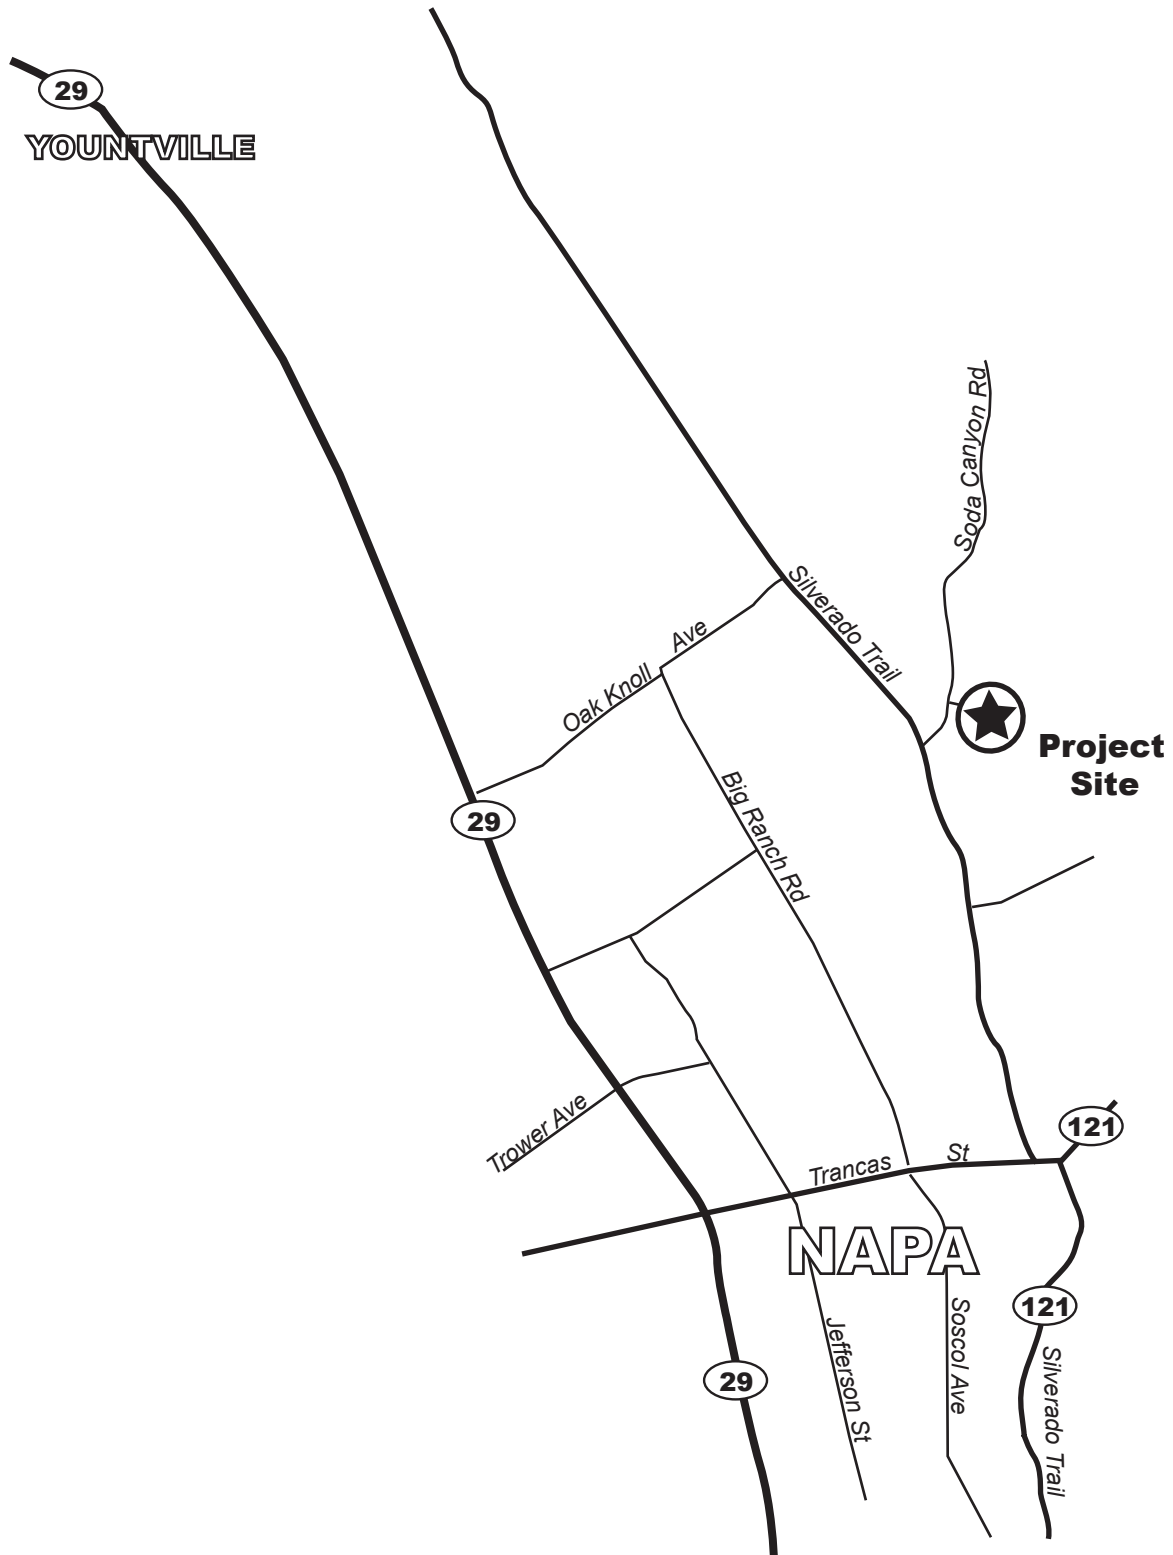 29
YOUNTVILLE
Soda Canyon Rd
Silverado Trail
Oak Knoll Ave
Project
Site
Big Ranch Rd
29
Trower Ave
121
Trancas St
NAPA
121
Soscol Ave
Jefferson St
Silverado Trail
29